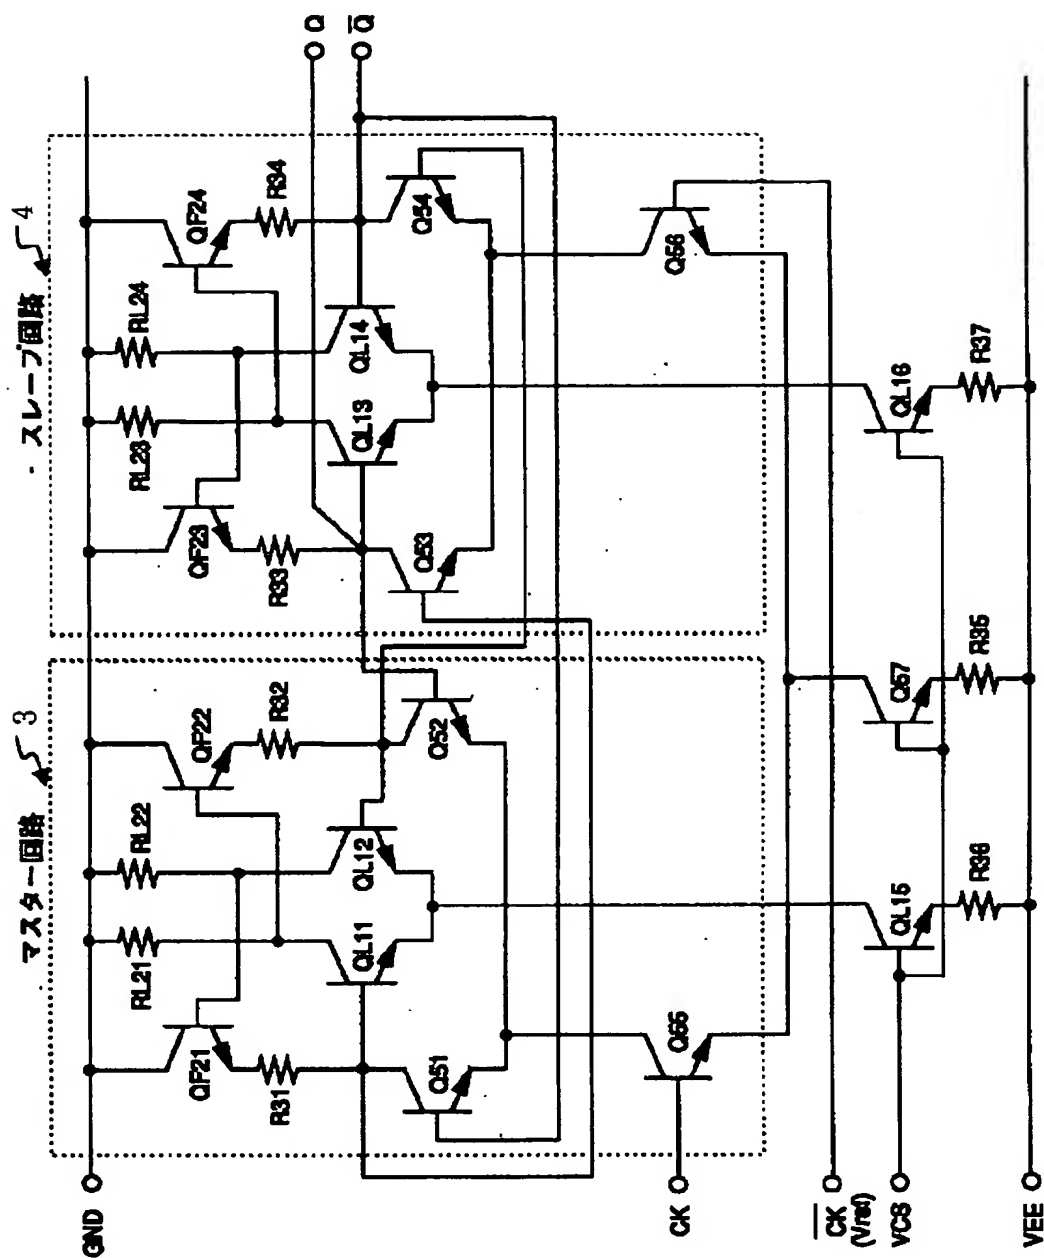 マスター回路 3
・スレーブ回路 4
GND
RL21
RL22
RL23
RL24
QF21
QF22
QF23
QF24
R31
R32
R33
R34
Q
Q̅
QL11
QL12
QL13
QL14
Q51
Q52
Q53
Q54
CK
Q55
Q56
C̅K̅
(Vref)
VCS
QL15
Q57
QL16
R36
R35
R37
VEE